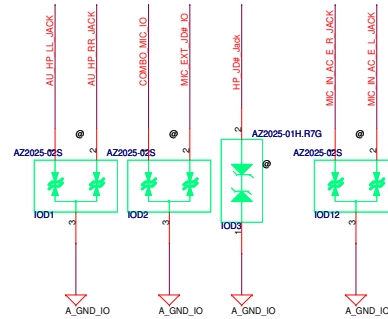 AU_HP_LL_JACK
AU_HP_RR_JACK
COMBO_MIC_IO
MIC_EXT_JD#_IO
HP_JD#_Jack
MIC_IN_AC_E_R_JACK
MIC_IN_AC_E_L_JACK
@
@
2
AZ2025-01H.R7G
@
@
AZ2025-02S
AZ2025-02S
AZ2025-02S
1
2
1
2
1
2
IOD1
IOD2
IOD3
IOD12
3
3
1
3
A_GND_IO
A_GND_IO
A_GND_IO
A_GND_IO